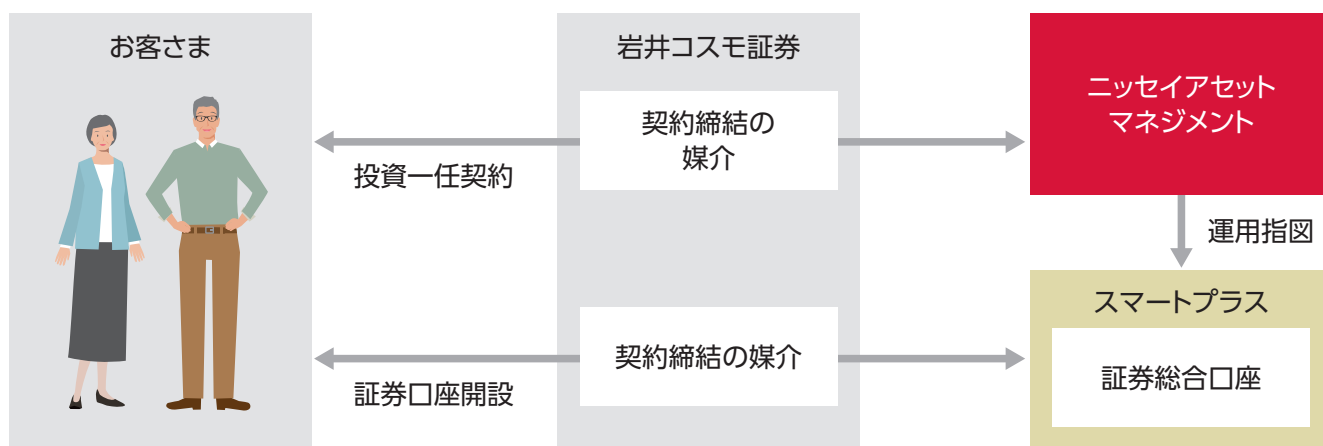 お客さま
岩井コスモ証券
ニッセイアセット
マネジメント
契約締結の
媒介
投資一任契約
運用指図
スマートプラス
契約締結の媒介
証券総合口座
証券口座開設